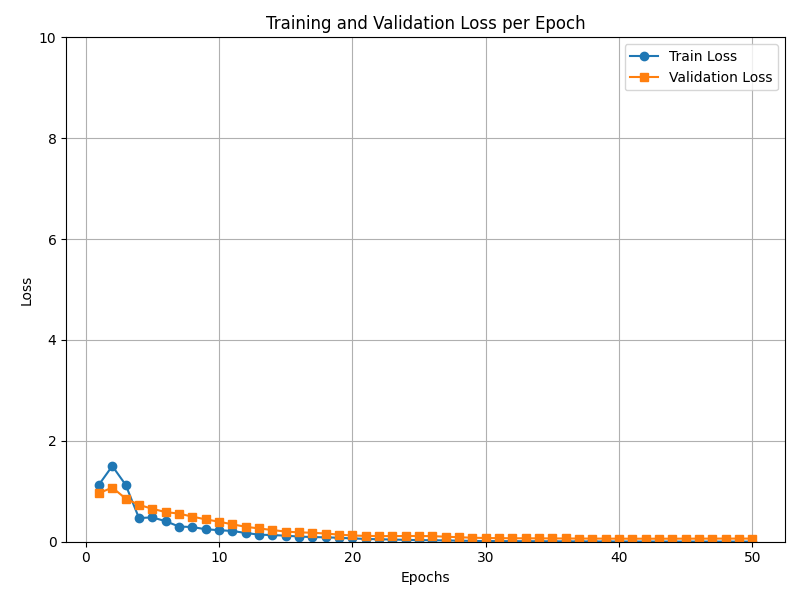 Training and Validation Loss per Epoch
Train Loss
Validation Loss
10
8
6
4
2
0
Loss
0 10 20 30 40 50
Epochs